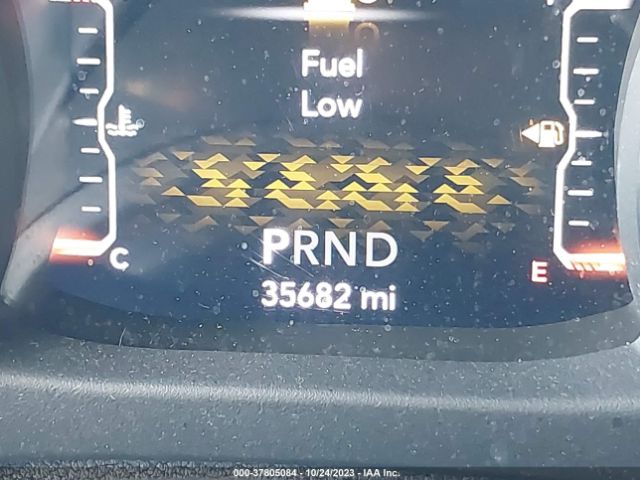 Fuel
Low
PRND
C
E
35682 mi
000-37805084 - 10/24/2023 - IAA Inc.